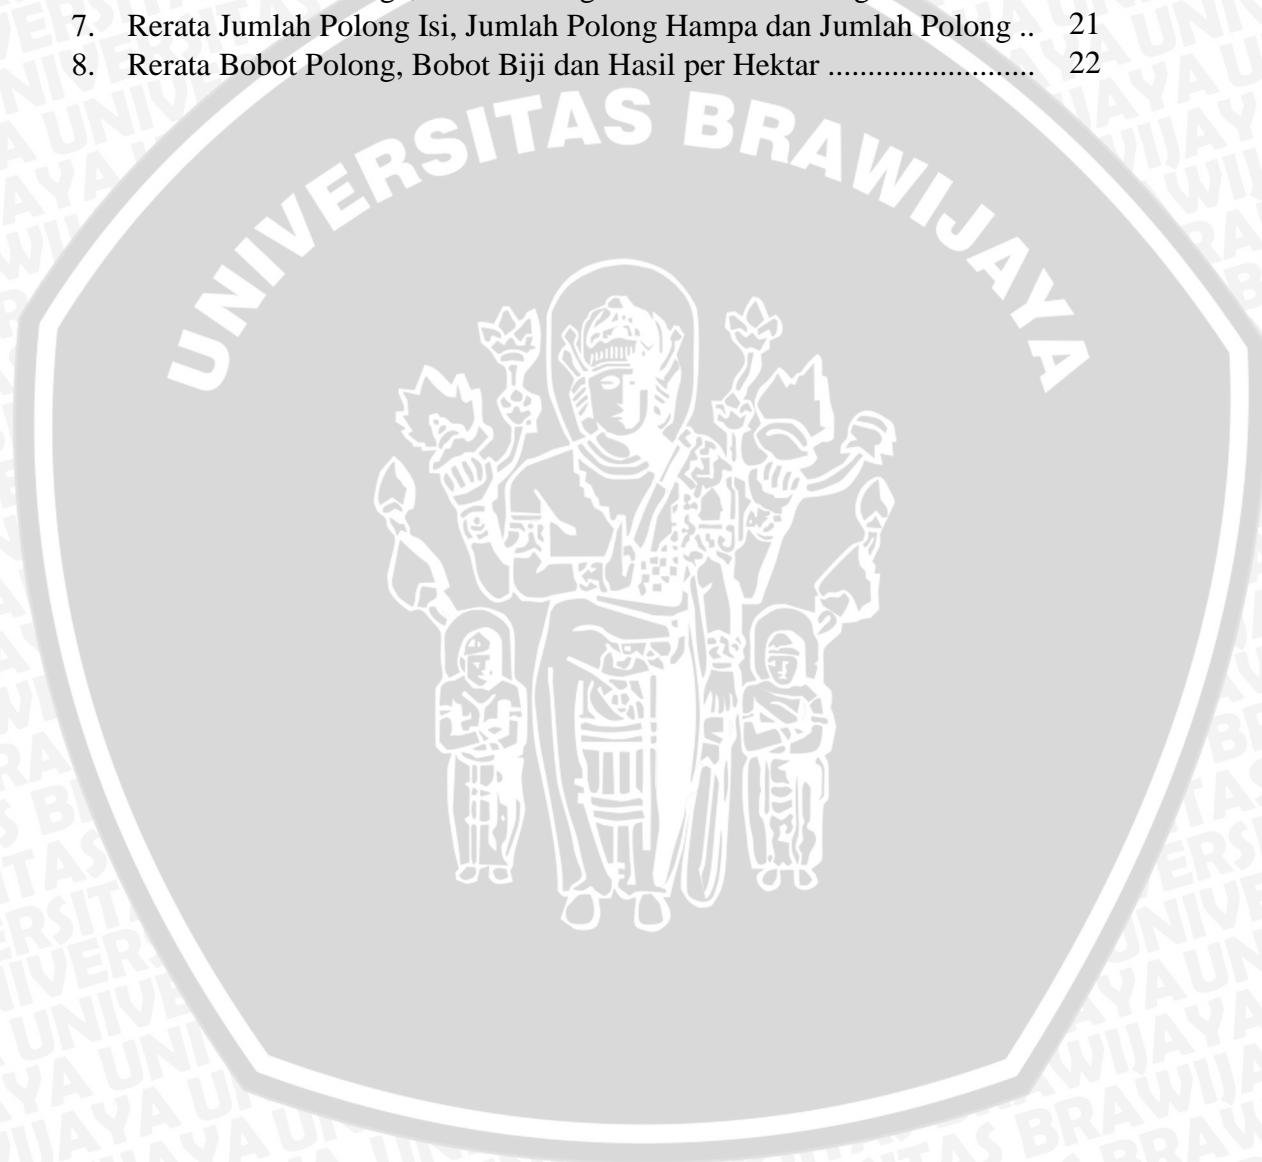 7. Rerata Jumlah Polong Isi, Jumlah Polong Hampa dan Jumlah Polong .. 21
8. Rerata Bobot Polong, Bobot Biji dan Hasil per Hektar .......................... 22
UNIVERSITAS BRAWIJAYA